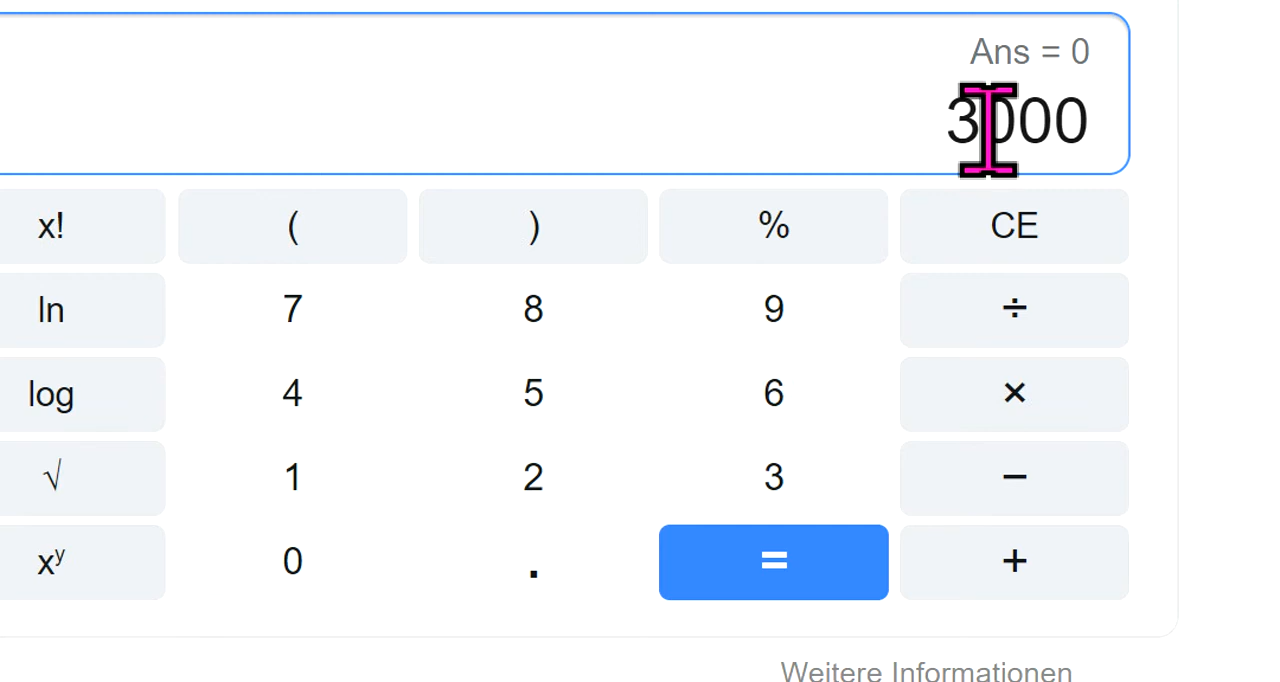 Ans = 0
3000
x! ( ) % CE
ln 7 8 9 ÷
log 4 5 6 ×
√ 1 2 3 −
xʸ 0 . = +
Weitere Informationen